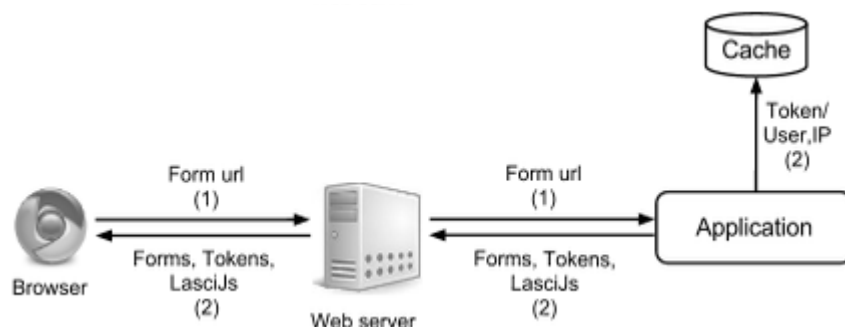 Cache
Token/
User,IP
(2)
Form url
(1)
Form url
(1)
Application
Forms, Tokens,
LasciJs
(2)
Forms, Tokens,
LasciJs
(2)
Browser
Web server